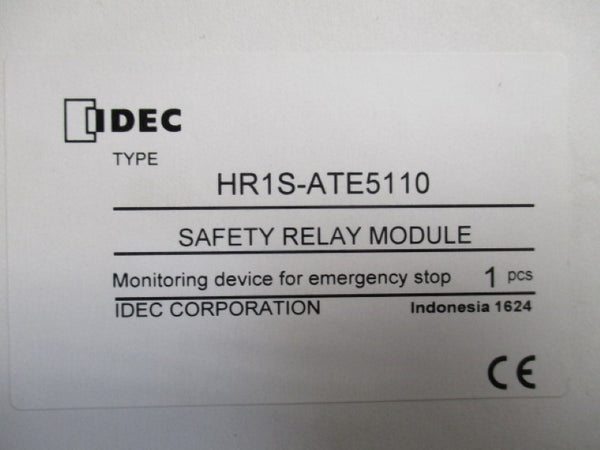 IDEC
TYPE
HR1S-ATE5110
SAFETY RELAY MODULE
Monitoring device for emergency stop 1 pcs
IDEC CORPORATION Indonesia 1624
CE